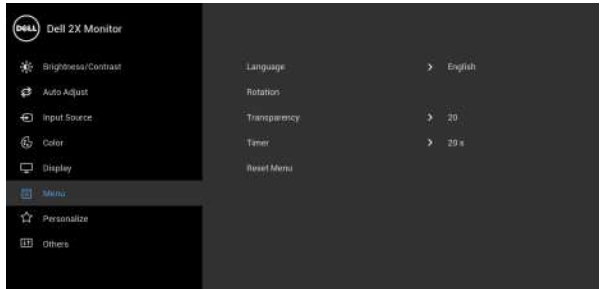 DELL Dell 2X Monitor
Brightness/Contrast
Auto Adjust
Input Source
Color
Display
Menu
Personalize
Others
Language > English
Rotation
Transparency > 20
Timer > 20 s
Reset Menu